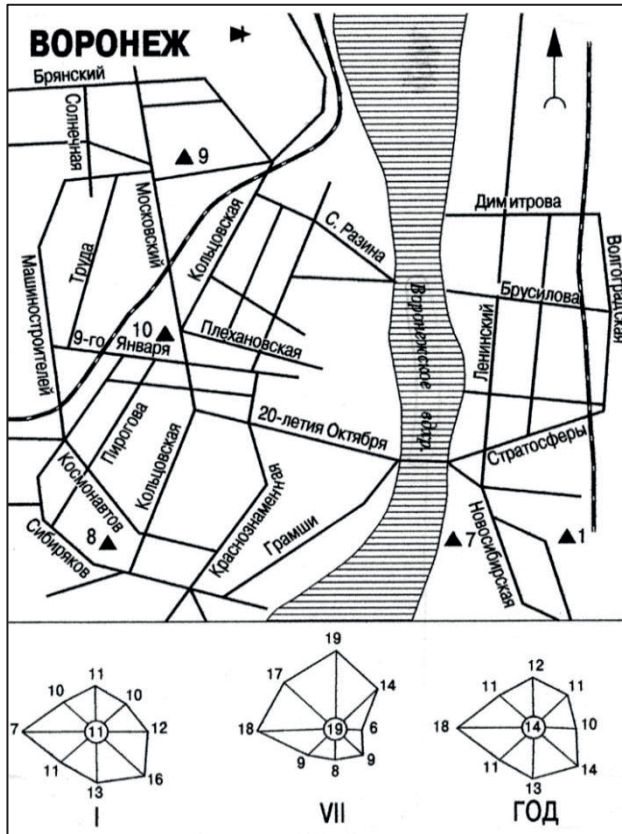 ВОРОНЕЖ
Брянский
Солнечная
9
Московский
Кольцовская
С. Разина
Димитрова
Волгоградская
Машиностроителей
Труда
Воронежское вдхр.
Брусилова
Ленинский
10
9-го Января
Плехановская
Пирогова
20-летия Октября
Стратосферы
Космонавтов
Кольцовская
Краснознаменная
Сибиряков
8
Грамши
7
Новосибирская
1
11
10
10
7
11
12
11
13
16
I
19
17
14
18
19
6
9
8
9
VII
12
11
11
18
14
10
11
13
14
ГОД